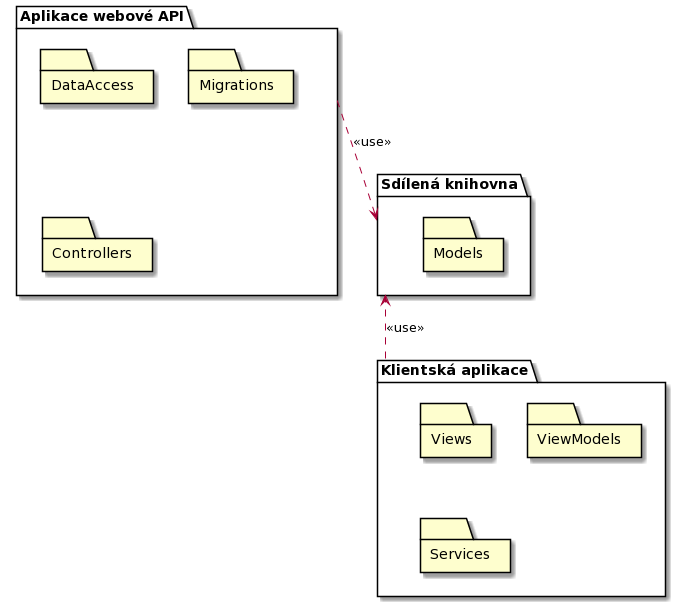 Aplikace webové API
DataAccess
Migrations
«use»
Sdílená knihovna
Controllers
Models
«use»
Klientská aplikace
Views
ViewModels
Services